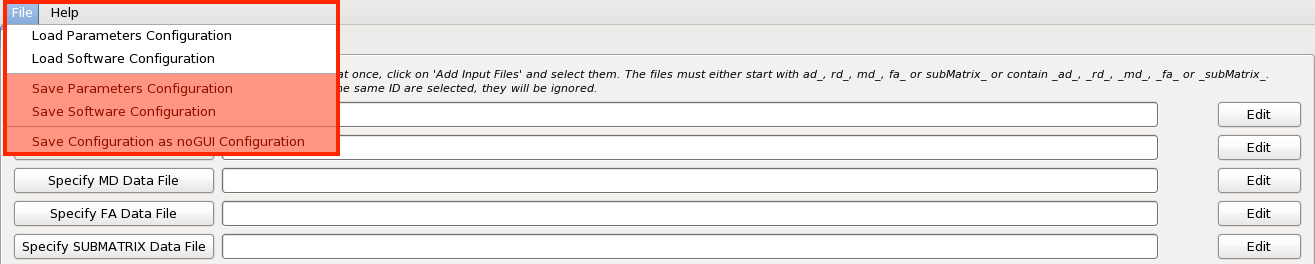 File Help
Load Parameters Configuration
Load Software Configuration
at once, click on 'Add Input Files' and select them. The files must either start with ad_, rd_, md_, fa_ or subMatrix_ or contain _ad_, _rd_, _md_, _fa_ or _subMatrix_.
Save Parameters Configuration
he same ID are selected, they will be ignored.
Save Software Configuration
Edit
Save Configuration as noGUI Configuration
Edit
Specify MD Data File Edit
Specify FA Data File Edit
Specify SUBMATRIX Data File Edit